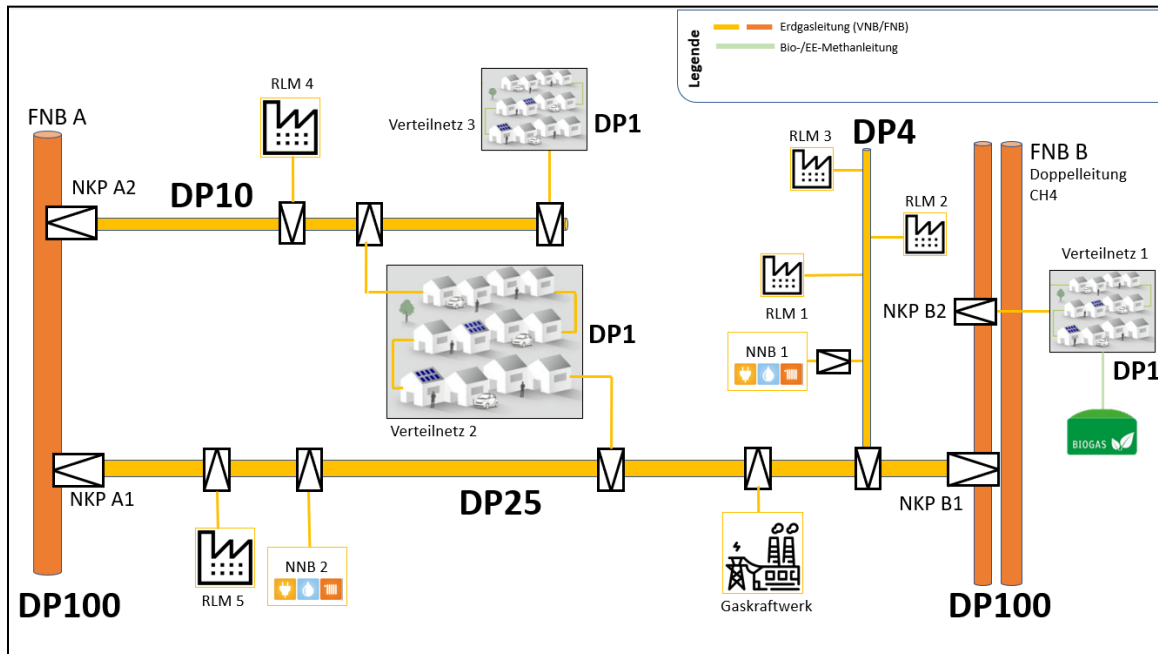 Legende
Erdgasleitung (VNB/FNB)
Bio-/EE-Methanleitung
FNB A
NKP A2
DP10
RLM 4
Verteilnetz 3
DP1
DP4
RLM 3
RLM 2
RLM 1
NNB 1
FNB B
Doppelleitung
CH4
Verteilnetz 1
NKP B2
DP1
BIOGAS
DP1
Verteilnetz 2
NKP A1
DP25
NKP B1
RLM 5
NNB 2
Gaskraftwerk
DP100
DP100